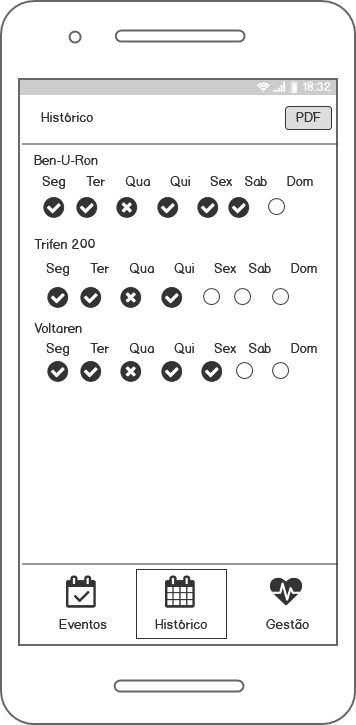 18:32
Histórico PDF
Ben-U-Ron
Seg Ter Qua Qui Sex Sab Dom
Trifen 200
Seg Ter Qua Qui Sex Sab Dom
Voltaren
Seg Ter Qua Qui Sex Sab Dom
Eventos Histórico Gestão